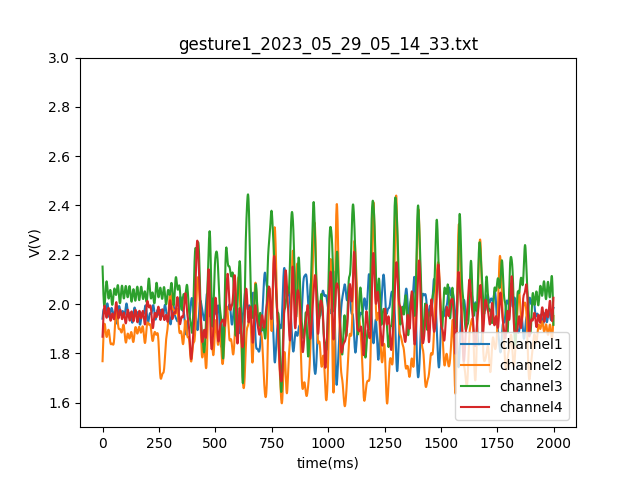 gesture1_2023_05_29_05_14_33.txt
3.0
2.8
2.6
2.4
2.2
2.0
1.8
1.6
V(V)
channel1
channel2
channel3
channel4
0 250 500 750 1000 1250 1500 1750 2000
time(ms)